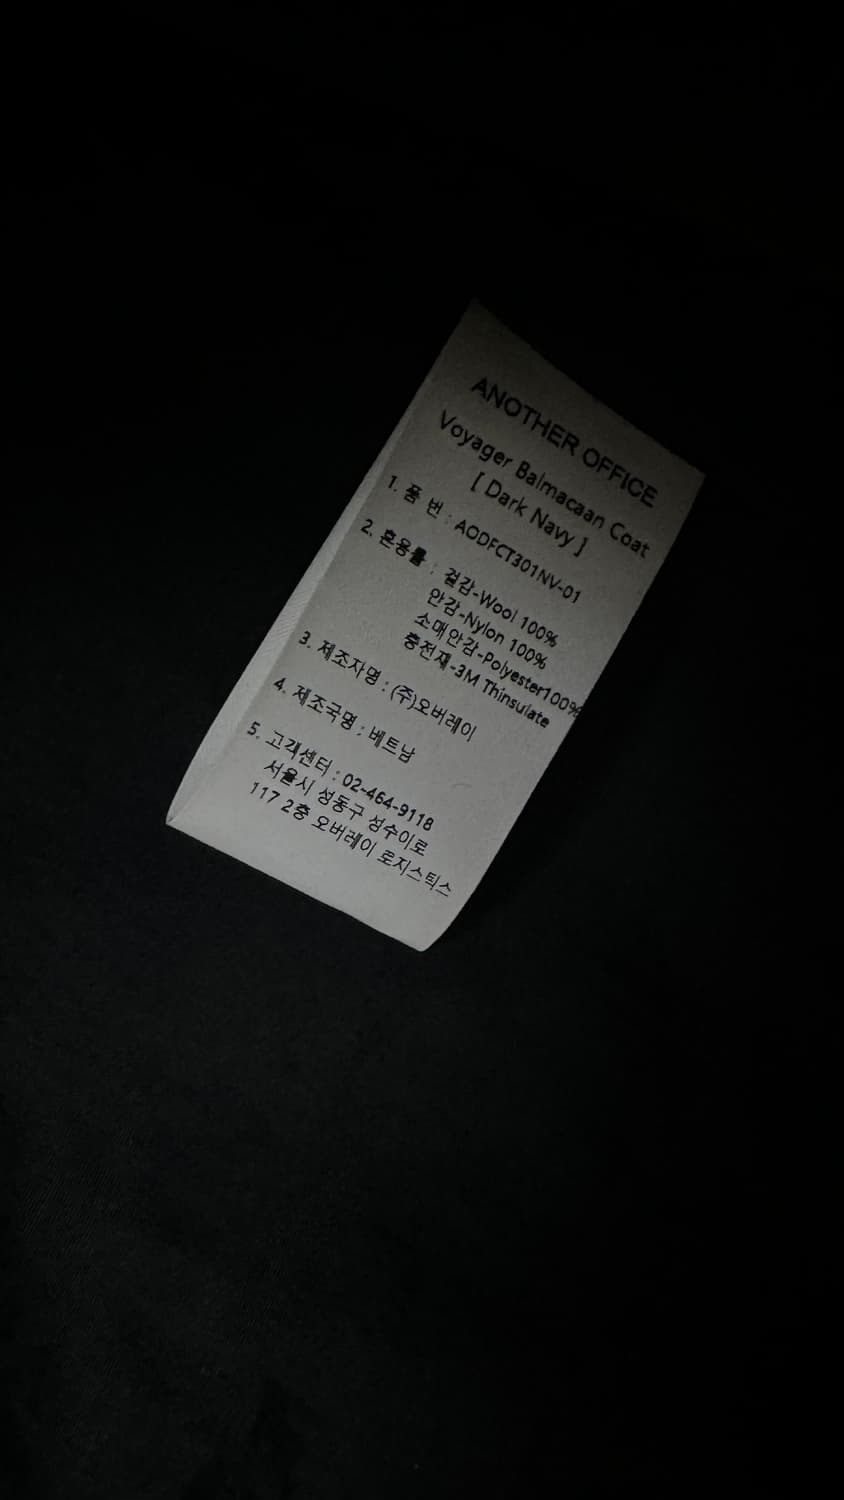 ANOTHER OFFICE
Voyager Balmacaan Coat
[ Dark Navy ]
1. 품 번 : AODFCT301NV-01
2. 혼용률 : 겉감-Wool 100%
안감-Nylon 100%
소매안감-Polyester100%
충전재-3M Thinsulate
3. 제조자명 : (주)오버레이
4. 제조국명 : 베트남
5. 고객센터 : 02-464-9118
서울시 성동구 성수이로
117 2층 오버레이 로지스틱스